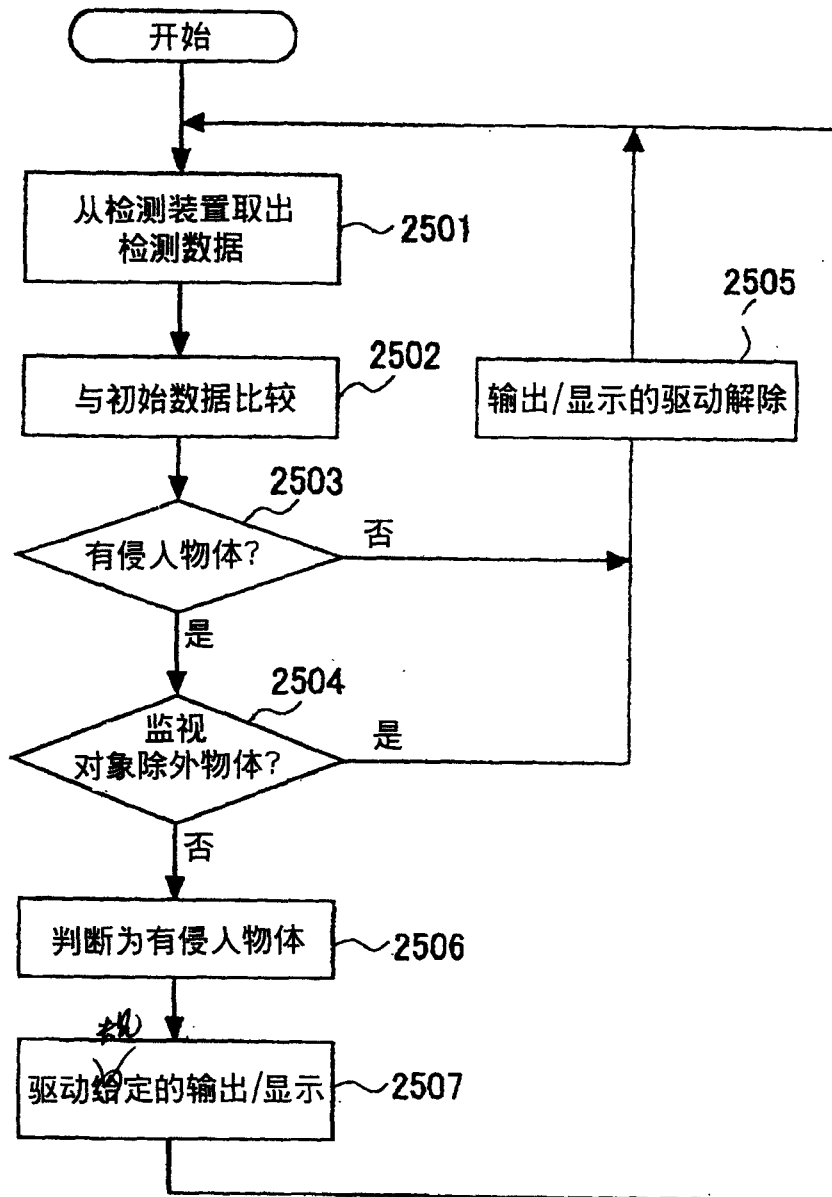 开始
从检测装置取出
检测数据
2501
2505
2502
与初始数据比较
输出/显示的驱动解除
2503
有侵入物体?
否
是
2504
监视
对象除外物体?
是
否
判断为有侵入物体
2506
规
驱动给定的输出/显示
2507